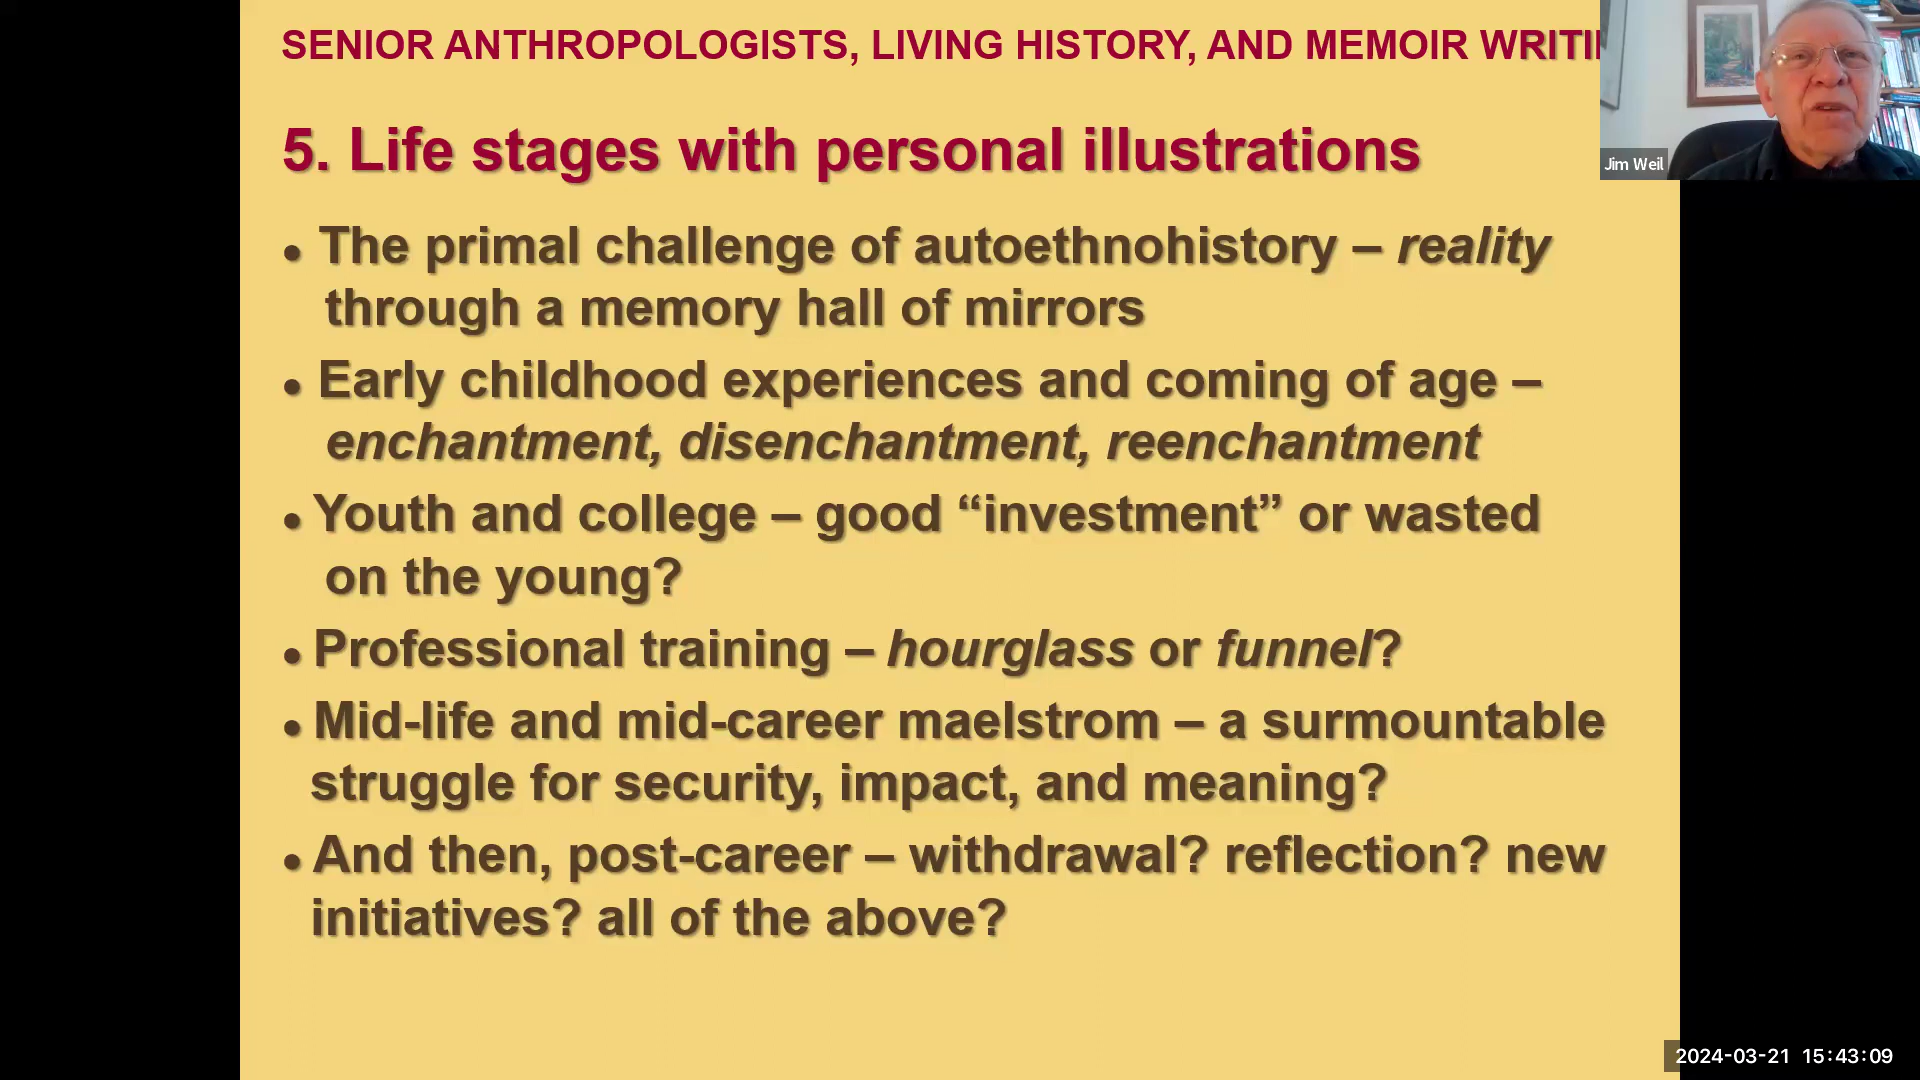 SENIOR ANTHROPOLOGISTS, LIVING HISTORY, AND MEMOIR
5. Life stages with personal illustrations
Jim Weil
• The primal challenge of autoethnohistory – reality
through a memory hall of mirrors
• Early childhood experiences and coming of age –
enchantment, disenchantment, reenchantment
• Youth and college – good “investment” or wasted
on the young?
• Professional training – hourglass or funnel?
• Mid-life and mid-career maelstrom – a surmountable
struggle for security, impact, and meaning?
• And then, post-career – withdrawal? reflection? new
initiatives? all of the above?
2024-03-21 15:43:09